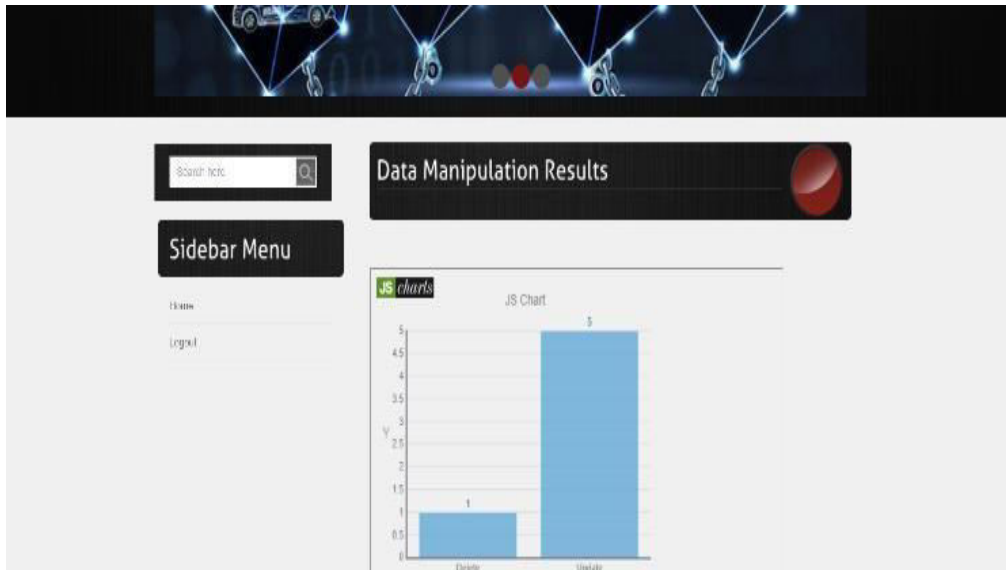 Search here
Data Manipulation Results
Sidebar Menu
Home
Logout
JS charts
JS Chart
5
5
4.5
4
3.5
3
Y
2.5
2
1.5
1
1
0.5
0
Delete
Update